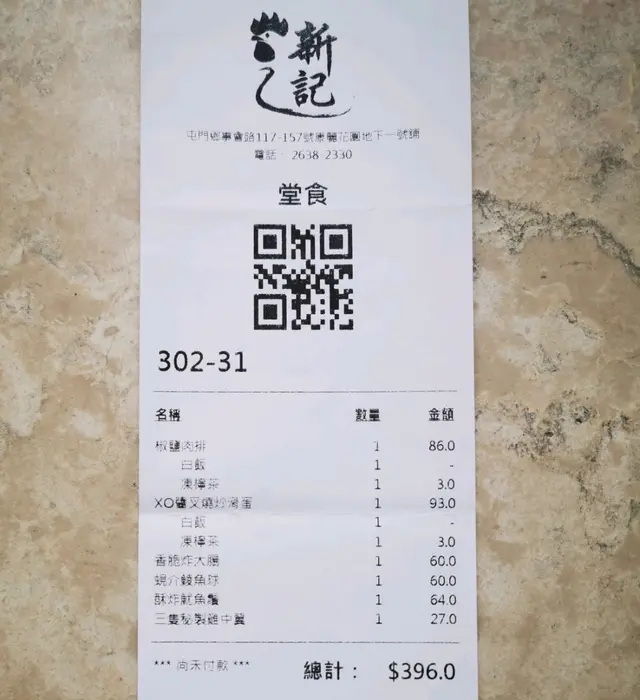 新記
屯門鄉事會路117-157號康麗花園地下一號舖
電話: 2638-2330
堂食
302-31
名稱 數量 金額
椒鹽肉排 1 86.0
白飯 1 -
凍檸茶 1 3.0
XO醬叉燒炒滑蛋 1 93.0
白飯 1 -
凍檸茶 1 3.0
香脆炸大腸 1 60.0
蜆介鯪魚球 1 60.0
酥炸魷魚鬚 1 64.0
三隻秘製雞中翼 1 27.0
*** 尚未付款 *** 總計: $396.0